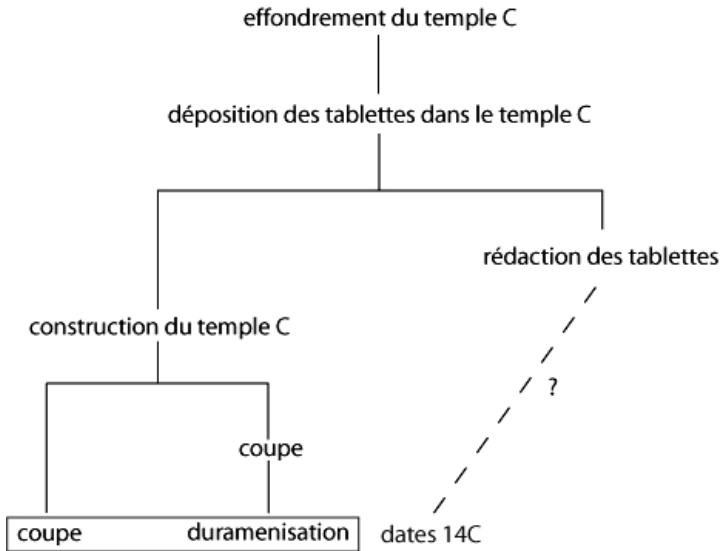 effondrement du temple C
déposition des tablettes dans le temple C
rédaction des tablettes
construction du temple C
?
coupe
coupe duramenisation dates 14C